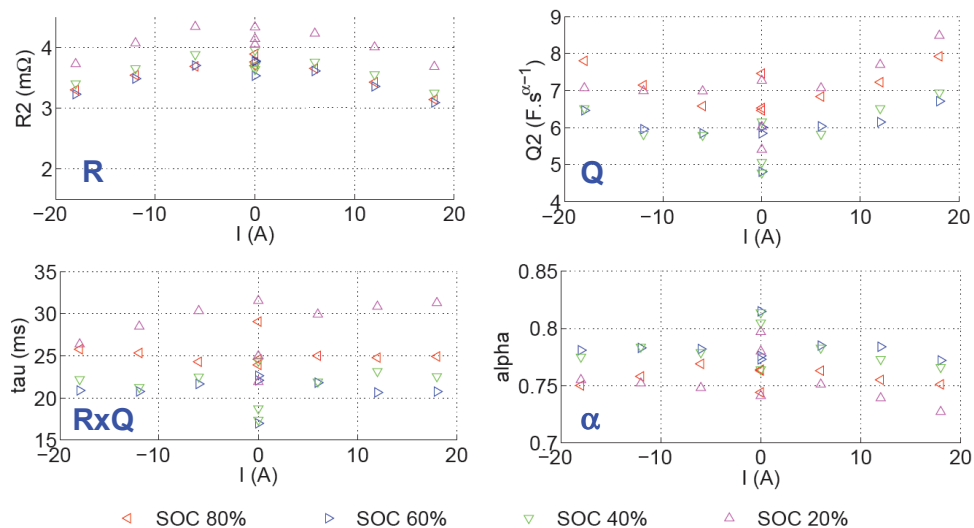 R2 (mΩ)
4
3
2
−20
−10
0
10
20
I (A)
R
Q2 (F.s^α−1)
9
8
7
6
5
4
−20
−10
0
10
20
I (A)
Q
tau (ms)
35
30
25
20
15
−20
−10
0
10
20
I (A)
RxQ
alpha
0.85
0.8
0.75
0.7
−20
−10
0
10
20
I (A)
α
SOC 80% SOC 60% SOC 40% SOC 20%